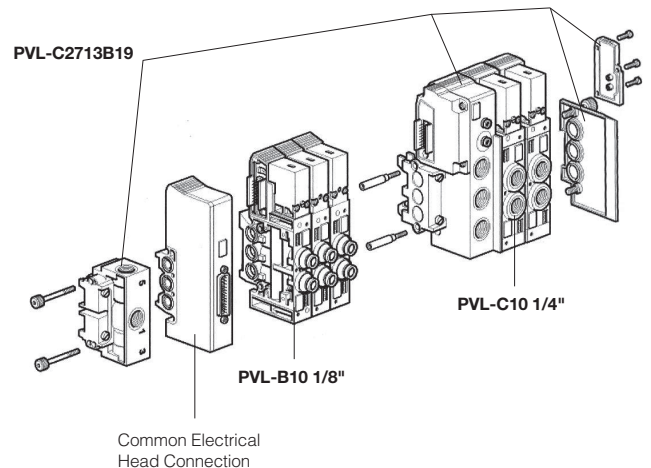 PVL-C2713B19
PVL-C10 1/4"
PVL-B10 1/8"
Common Electrical
Head Connection